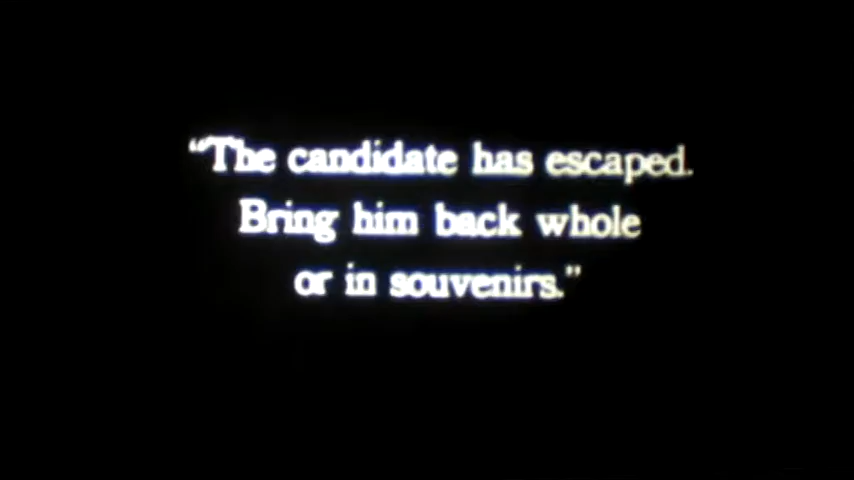 “The candidate has escaped.
Bring him back whole
or in souvenirs.”